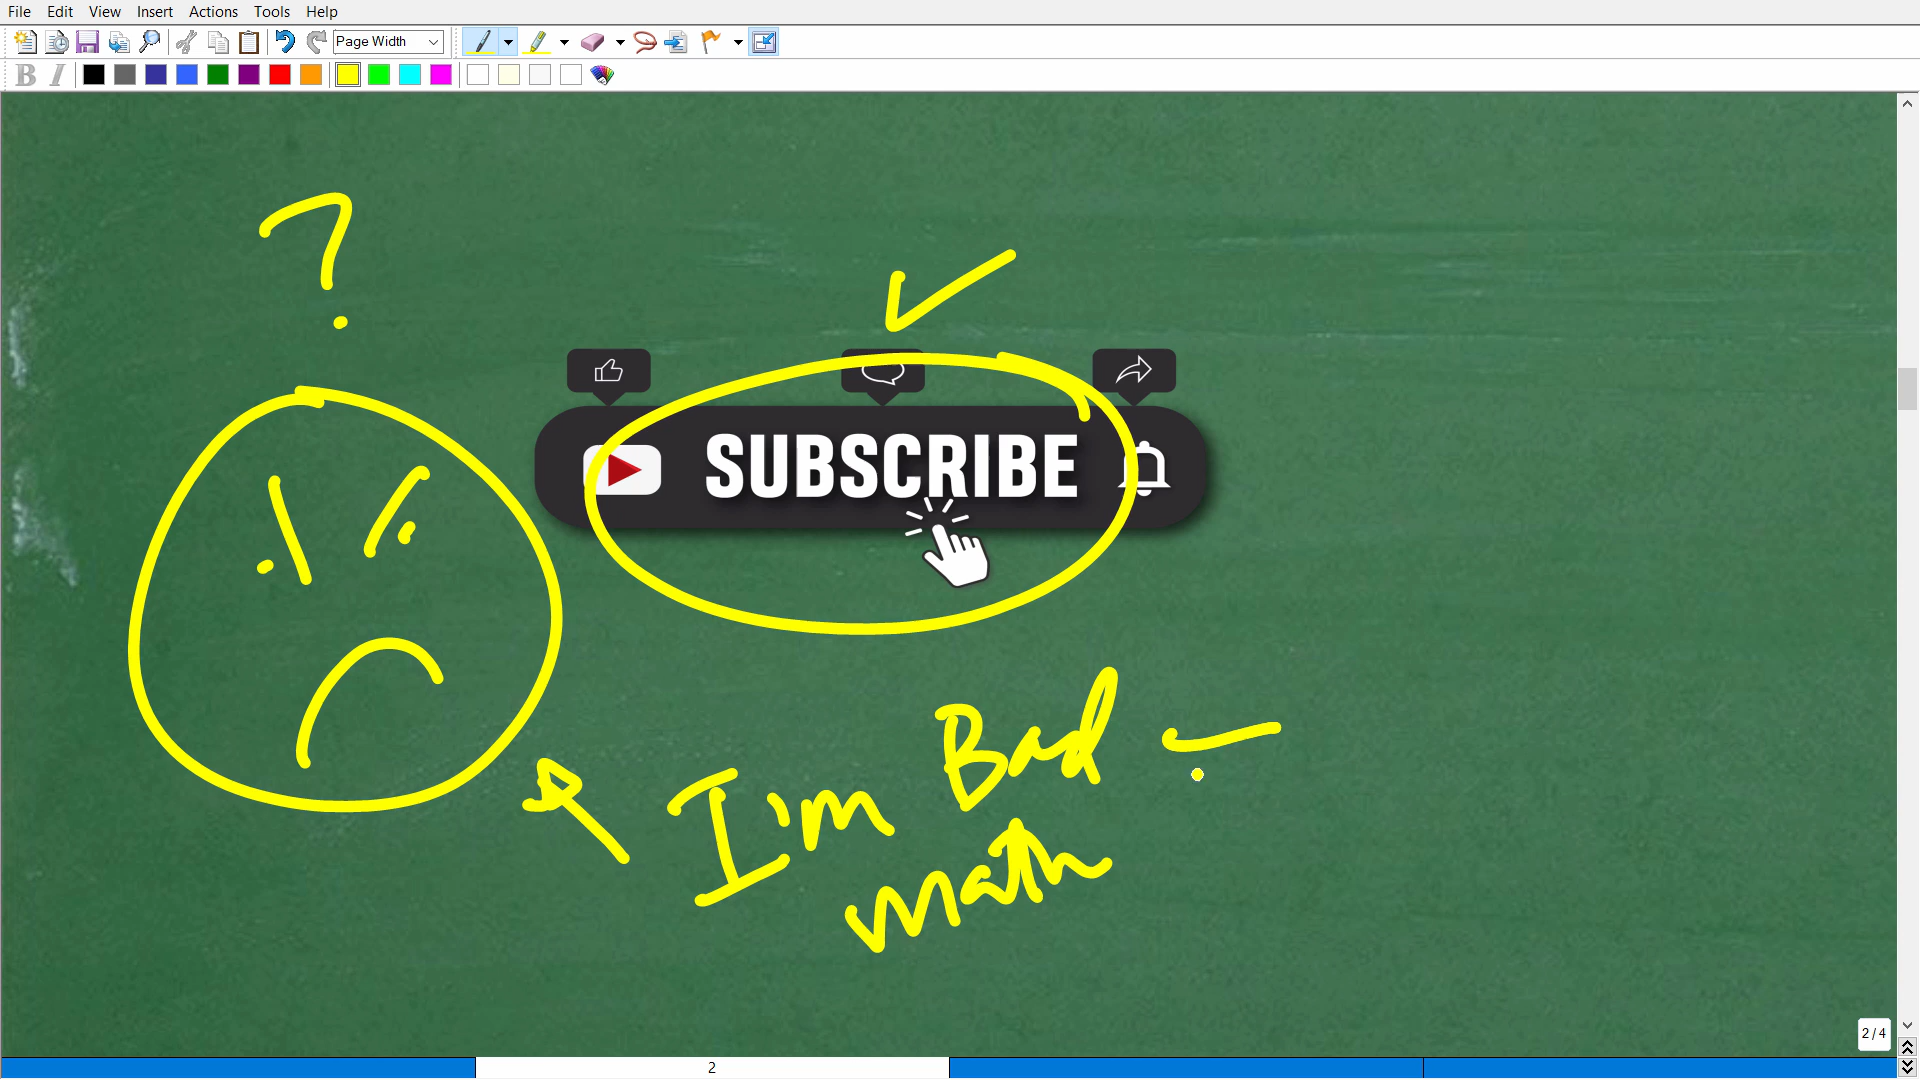 File Edit View Insert Actions Tools Help
Page Width
B I
?
SUBSCRIBE
I'm Bad
Math
2 / 4
2